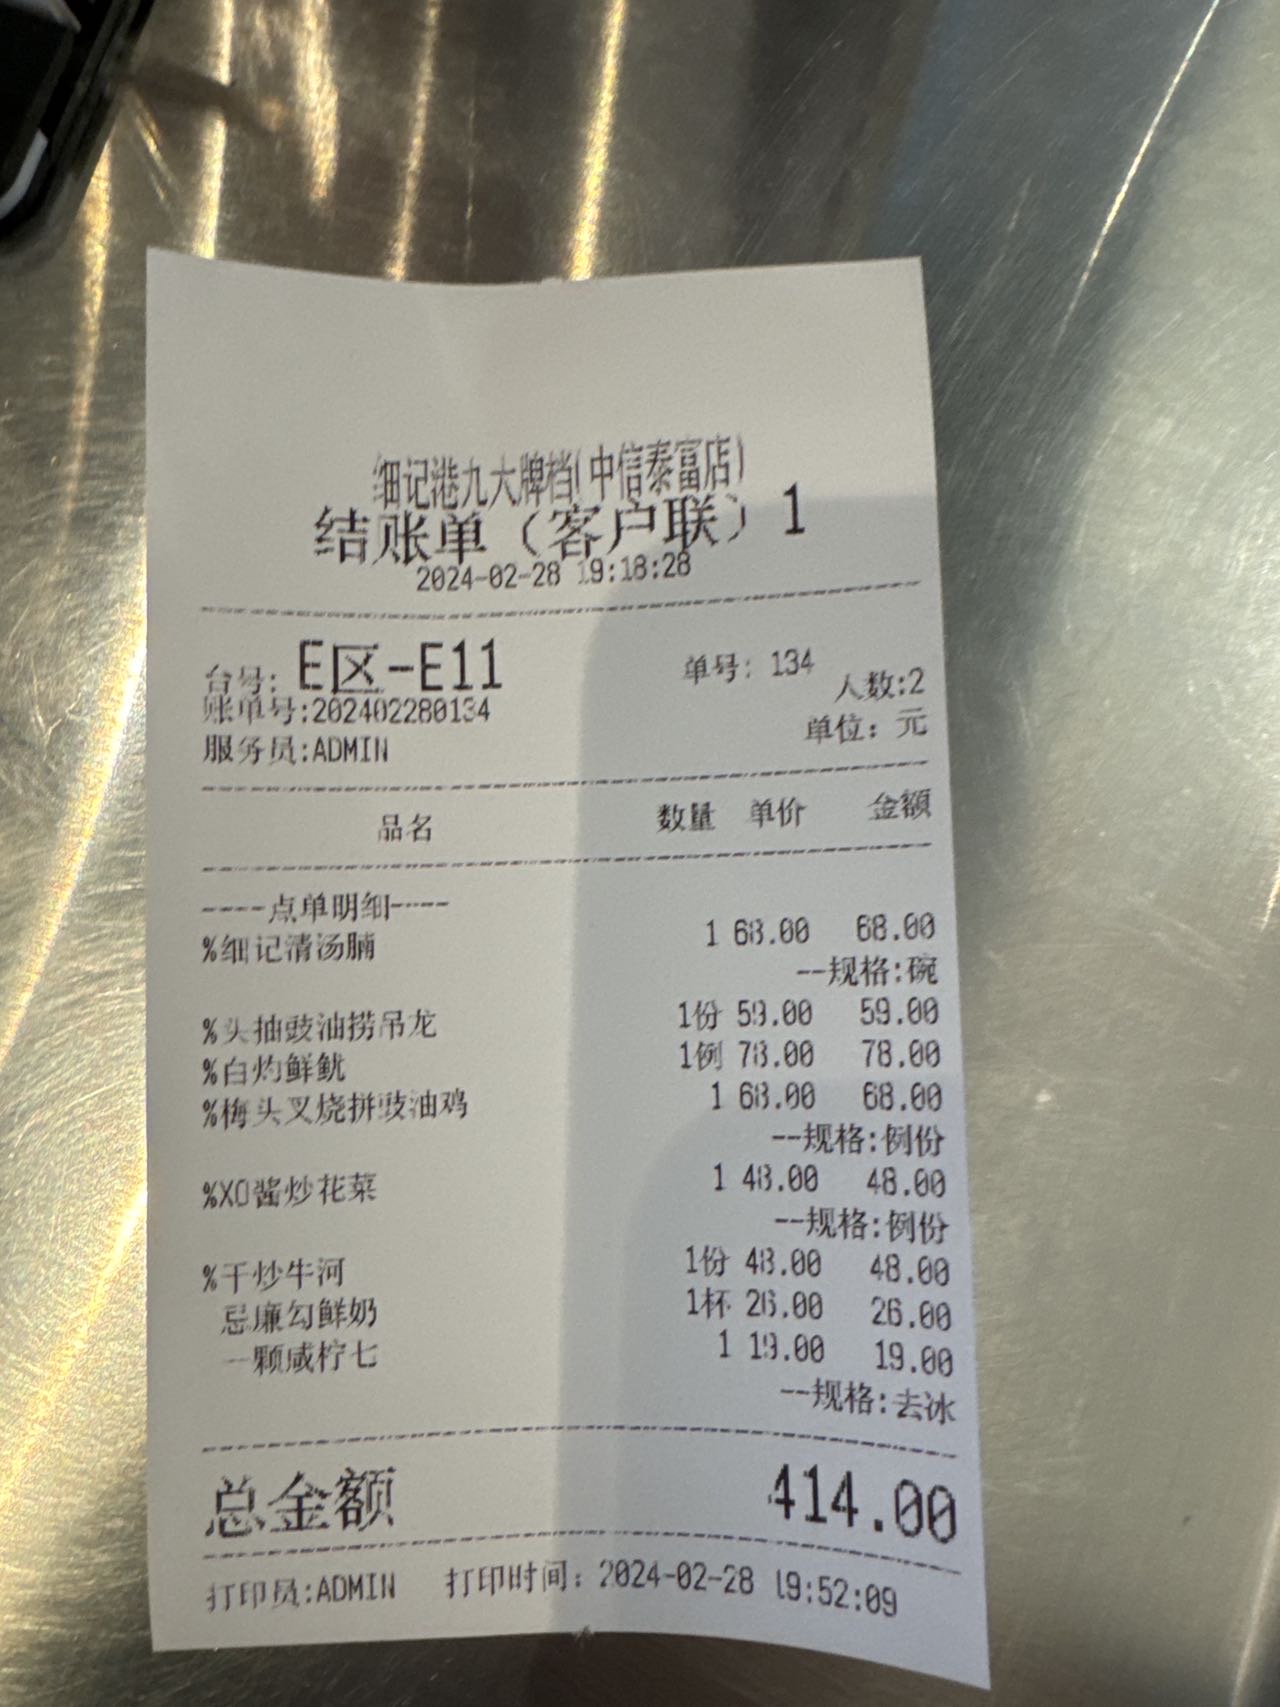 细记港九大牌档(中信泰富店)
结账单（客户联）1
2024-02-28 19:18:28
台号: E区-E11 单号: 134
人数:2
账单号:202402280134
单位: 元
服务员:ADMIN
品名 数量 单价 金额
----点单明细----
%细记清汤腩 1 68.00 68.00
--规格:碗
%头抽豉油捞吊龙 1份 59.00 59.00
%白灼鲜鱿 1例 78.00 78.00
%梅头叉烧拼豉油鸡 1 68.00 68.00
--规格:例份
%XO酱炒花菜 1 48.00 48.00
--规格:例份
%干炒牛河 1份 48.00 48.00
忌廉勾鲜奶 1杯 26.00 26.00
一颗咸柠七 1 19.00 19.00
--规格:去冰
总金额 414.00
打印员:ADMIN 打印时间: 2024-02-28 19:52:09